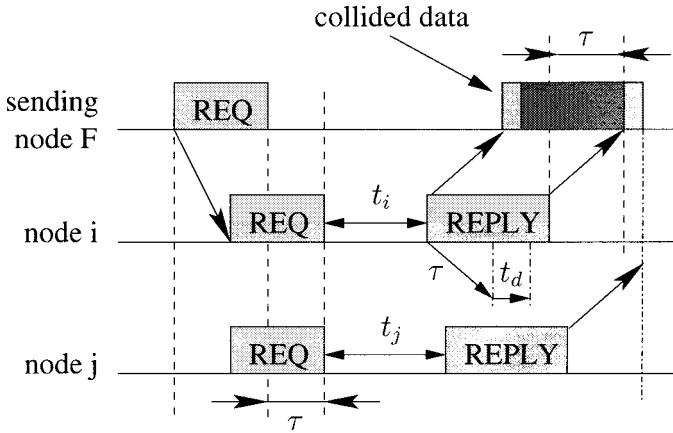 collided data
τ
sending
node F
REQ
node i
REQ
t_i
REPLY
τ
t_d
node j
REQ
t_j
REPLY
τ